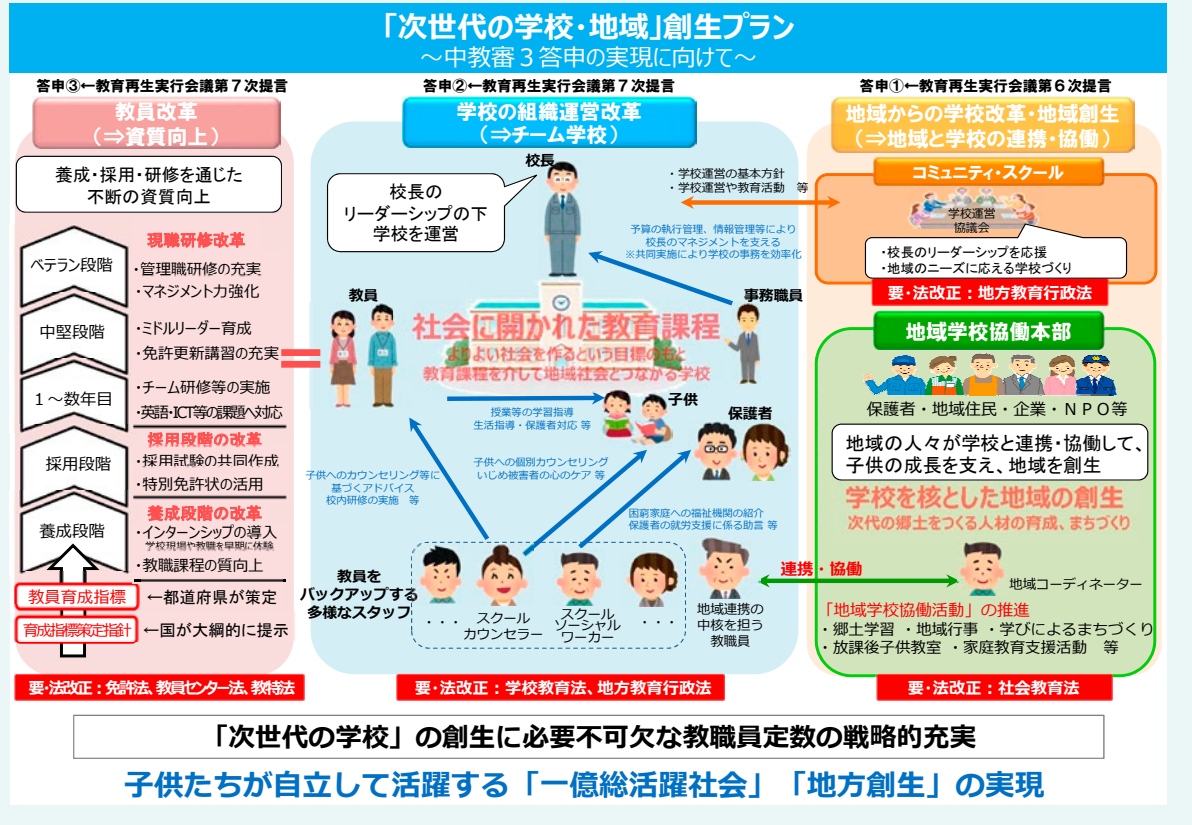 「次世代の学校・地域」創生プラン
～中教審３答申の実現に向けて～
答申③←教育再生実行会議第７次提言
教員改革
（⇒資質向上）
養成・採用・研修を通じた
不断の資質向上
ベテラン段階
中堅段階
１～数年目
採用段階
養成段階
現職研修改革
・管理職研修の充実
・マネジメント力強化
・ミドルリーダー育成
・免許更新講習の充実
・チーム研修等の実施
・英語・ICT等の課題へ対応
採用段階の改革
・採用試験の共同作成
・特別免許状の活用
養成段階の改革
・インターンシップの導入
学校現場や教職を早期に体験
・教職課程の質向上
教員育成指標
←都道府県が策定
育成指標策定指針
←国が大綱的に提示
要・法改正：免許法、教員センター法、教特法
答申②←教育再生実行会議第７次提言
学校の組織運営改革
（⇒チーム学校）
校長
校長の
リーダーシップの下
学校を運営
・学校運営の基本方針
・学校運営や教育活動　等
予算の執行管理、情報管理等により
校長のマネジメントを支える
※共同実施により学校の事務を効率化
教員
事務職員
社会に開かれた教育課程
よりよい社会を作るという目標のもと
教育課程を介して地域社会とつながる学校
授業等の学習指導
生活指導・保護者対応 等
子供
保護者
子供へのカウンセリング等に
基づくアドバイス
校内研修の実施　等
子供への個別カウンセリング
いじめ被害者の心のケア 等
困窮家庭への福祉機関の紹介
保護者の就労支援に係る助言 等
教員を
バックアップする
多様なスタッフ
・・・
スクール
カウンセラー
スクール
ソーシャル
ワーカー
・・・
地域連携の
中核を担う
教職員
連携・協働
要・法改正：学校教育法、地方教育行政法
答申①←教育再生実行会議第６次提言
地域からの学校改革・地域創生
（⇒地域と学校の連携・協働）
コミュニティ・スクール
学校運営
協議会
・校長のリーダーシップを応援
・地域のニーズに応える学校づくり
要・法改正：地方教育行政法
地域学校協働本部
保護者・地域住民・企業・ＮＰＯ等
地域の人々が学校と連携・協働して、
子供の成長を支え、地域を創生
学校を核とした地域の創生
次代の郷土をつくる人材の育成、まちづくり
地域コーディネーター
「地域学校協働活動」の推進
・郷土学習 ・地域行事 ・学びによるまちづくり
・放課後子供教室 ・家庭教育支援活動　等
要・法改正：社会教育法
「次世代の学校」の創生に必要不可欠な教職員定数の戦略的充実
子供たちが自立して活躍する「一億総活躍社会」「地方創生」の実現